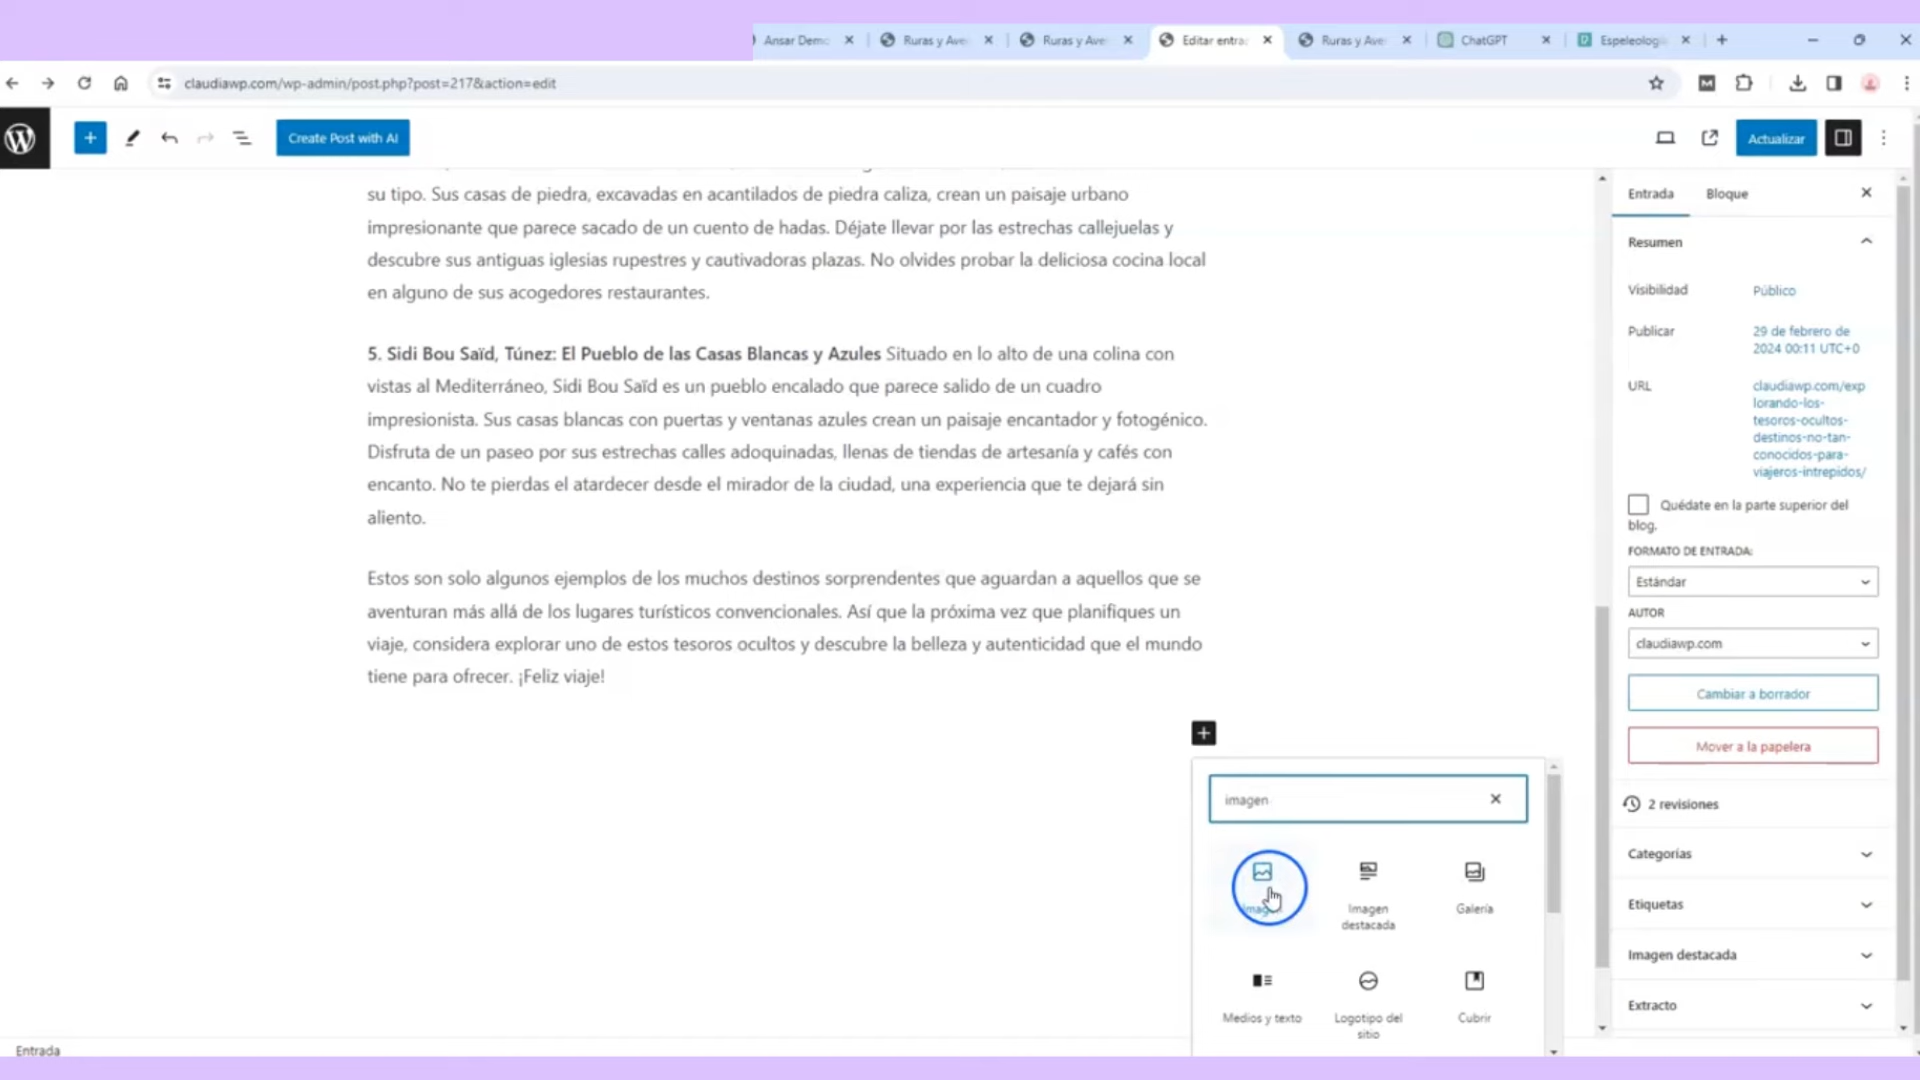 Ansar Demo
Ruras y Ave
Ruras y Ave
Editar entra
Ruras y Ave
ChatGPT
Espeleologi
claudiawp.com/wp-admin/post.php?post=217&action=edit
Create Post with AI
Actualizar
su tipo. Sus casas de piedra, excavadas en acantilados de piedra caliza, crean un paisaje urbano
impresionante que parece sacado de un cuento de hadas. Déjate llevar por las estrechas callejuelas y
descubre sus antiguas iglesias rupestres y cautivadoras plazas. No olvides probar la deliciosa cocina local
en alguno de sus acogedores restaurantes.
5. Sidi Bou Saïd, Túnez: El Pueblo de las Casas Blancas y Azules Situado en lo alto de una colina con
vistas al Mediterráneo, Sidi Bou Saïd es un pueblo encalado que parece salido de un cuadro
impresionista. Sus casas blancas con puertas y ventanas azules crean un paisaje encantador y fotogénico.
Disfruta de un paseo por sus estrechas calles adoquinadas, llenas de tiendas de artesanía y cafés con
encanto. No te pierdas el atardecer desde el mirador de la ciudad, una experiencia que te dejará sin
aliento.
Estos son solo algunos ejemplos de los muchos destinos sorprendentes que aguardan a aquellos que se
aventuran más allá de los lugares turísticos convencionales. Así que la próxima vez que planifiques un
viaje, considera explorar uno de estos tesoros ocultos y descubre la belleza y autenticidad que el mundo
tiene para ofrecer. ¡Feliz viaje!
imagen
Imagen
Imagen
destacada
Galería
Medios y texto
Logotipo del
sitio
Cubrir
Entrada
Bloque
Resumen
Visibilidad
Público
Publicar
29 de febrero de
2024 00:11 UTC+0
URL
claudiawp.com/exp
lorando-los-
tesoros-ocultos-
destinos-no-tan-
conocidos-para-
viajeros-intrepidos/
Quédate en la parte superior del
blog.
FORMATO DE ENTRADA:
Estándar
AUTOR
claudiawp.com
Cambiar a borrador
Mover a la papelera
2 revisiones
Categorías
Etiquetas
Imagen destacada
Extracto
Entrada